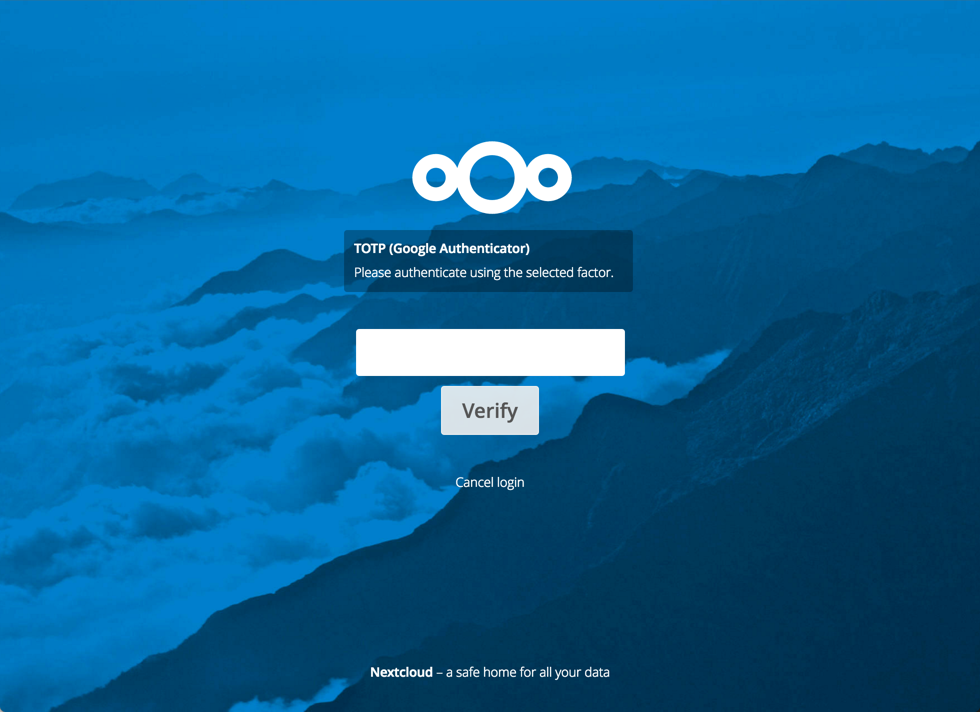 TOTP (Google Authenticator)
Please authenticate using the selected factor.
Verify
Cancel login
Nextcloud – a safe home for all your data